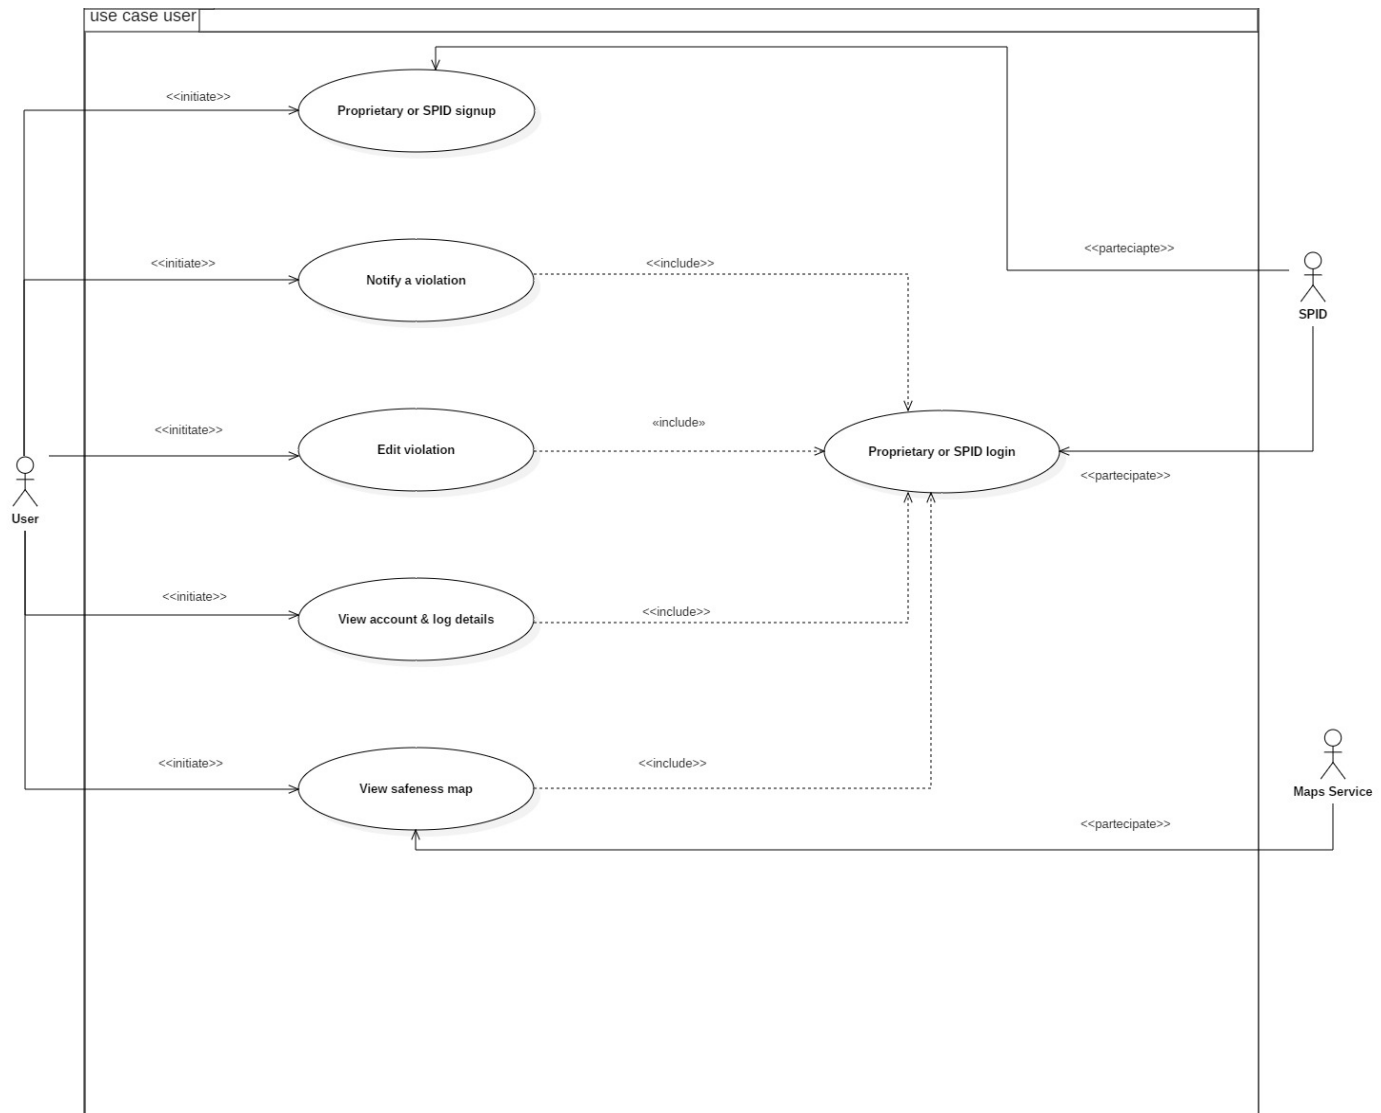 use case user
<<initiate>>
Proprietary or SPID signup
<<parteciapte>>
<<initiate>>
<<include>>
Notify a violation
SPID
<<inititate>>
«include»
Edit violation
Proprietary or SPID login
<<partecipate>>
User
<<initiate>>
<<include>>
View account & log details
<<initiate>>
<<include>>
View safeness map
Maps Service
<<partecipate>>